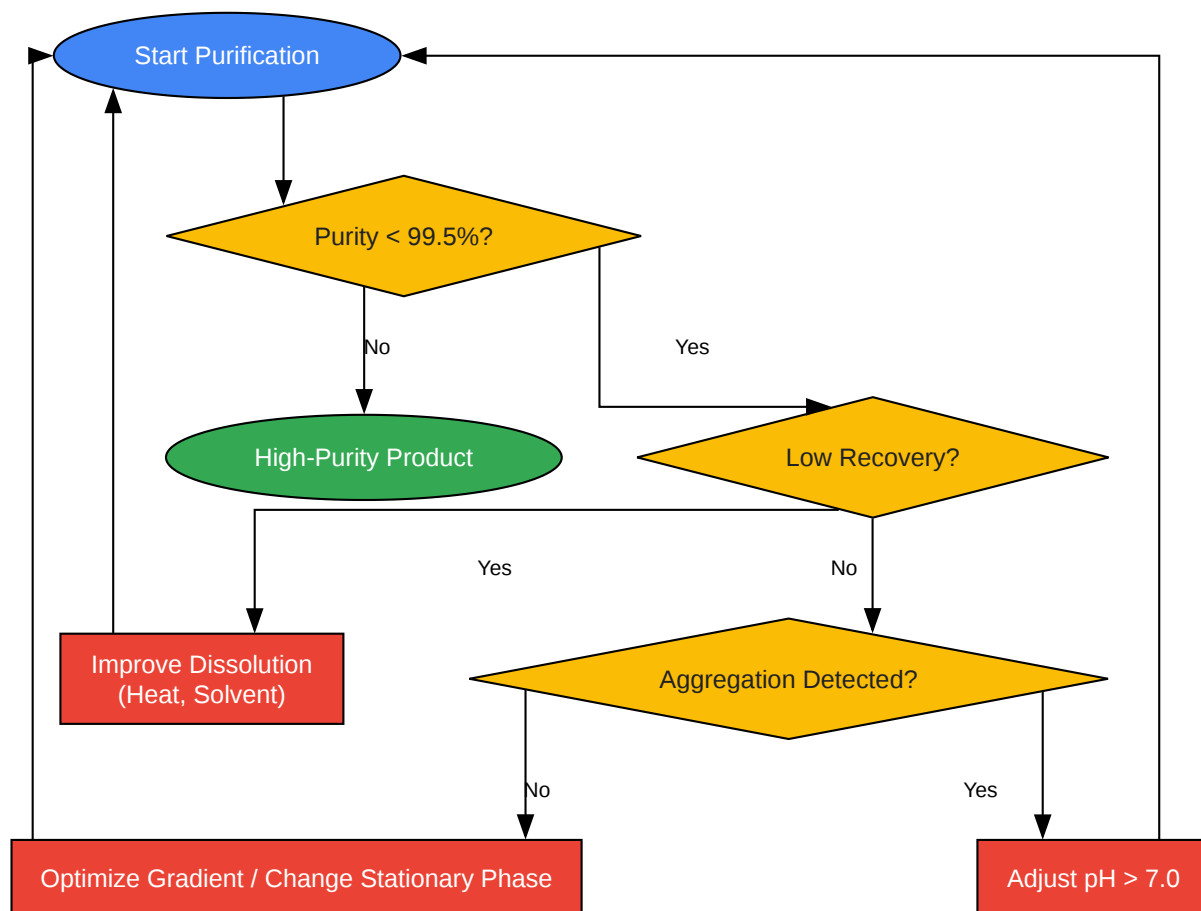 Start Purification
Purity < 99.5%?
No
Yes
High-Purity Product
Low Recovery?
Yes
No
Improve Dissolution
(Heat, Solvent)
Aggregation Detected?
No
Yes
Optimize Gradient / Change Stationary Phase
Adjust pH > 7.0